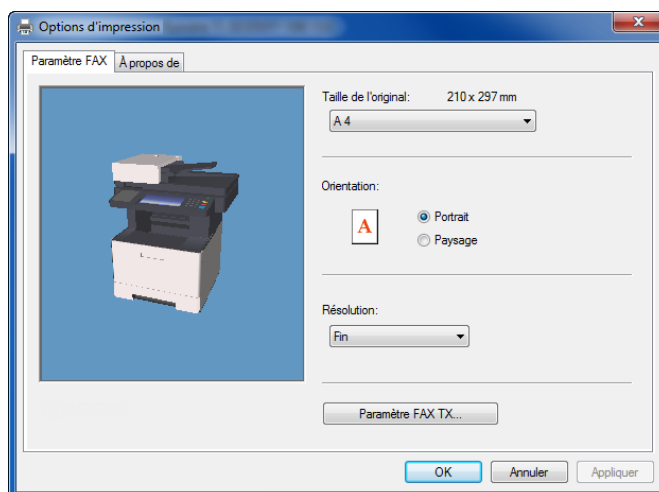 Options d'impression
Paramètre FAX
À propos de
Taille de l'original: 210 x 297 mm
A 4
Orientation:
A
Portrait
Paysage
Résolution:
Fin
Paramètre FAX TX...
OK
Annuler
Appliquer